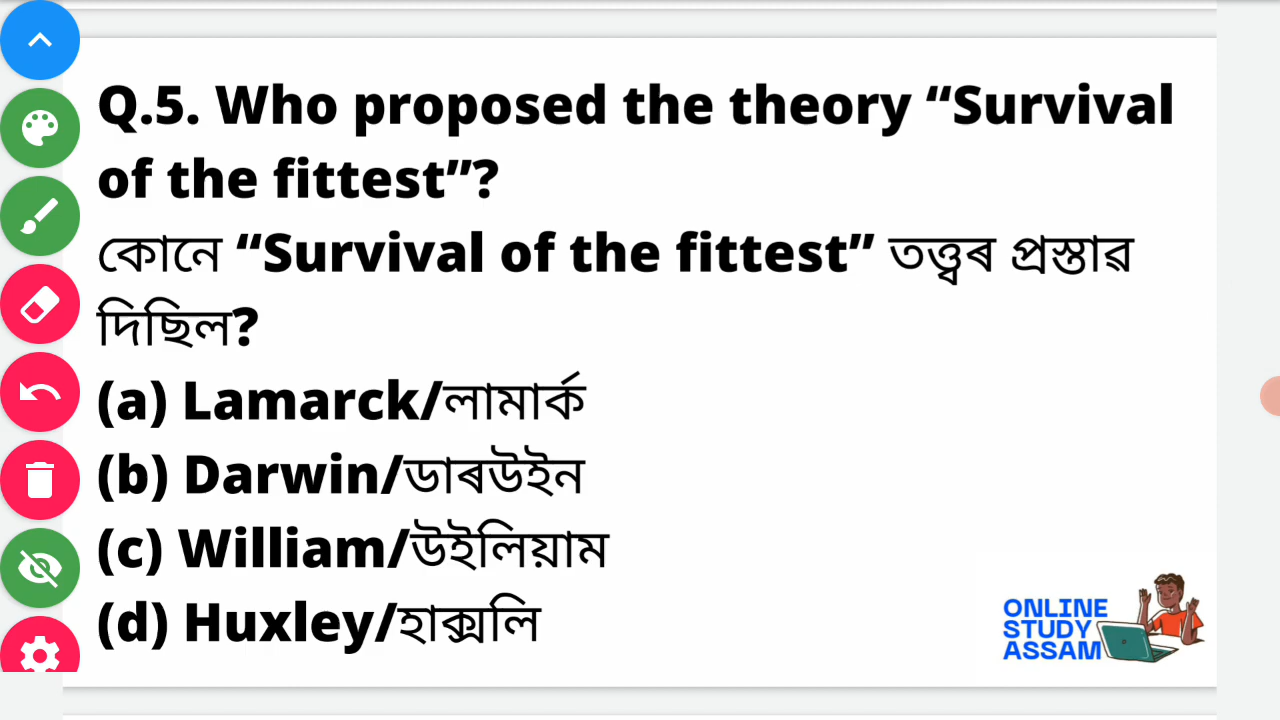 Q.5. Who proposed the theory “Survival
of the fittest”?
কোনে “Survival of the fittest” তত্ত্বৰ প্ৰস্তাৱ
দিছিল?
(a) Lamarck/লামাৰ্ক
(b) Darwin/ডাৰউইন
(c) William/উইলিয়াম
(d) Huxley/হাক্সলি
ONLINE
STUDY
ASSAM